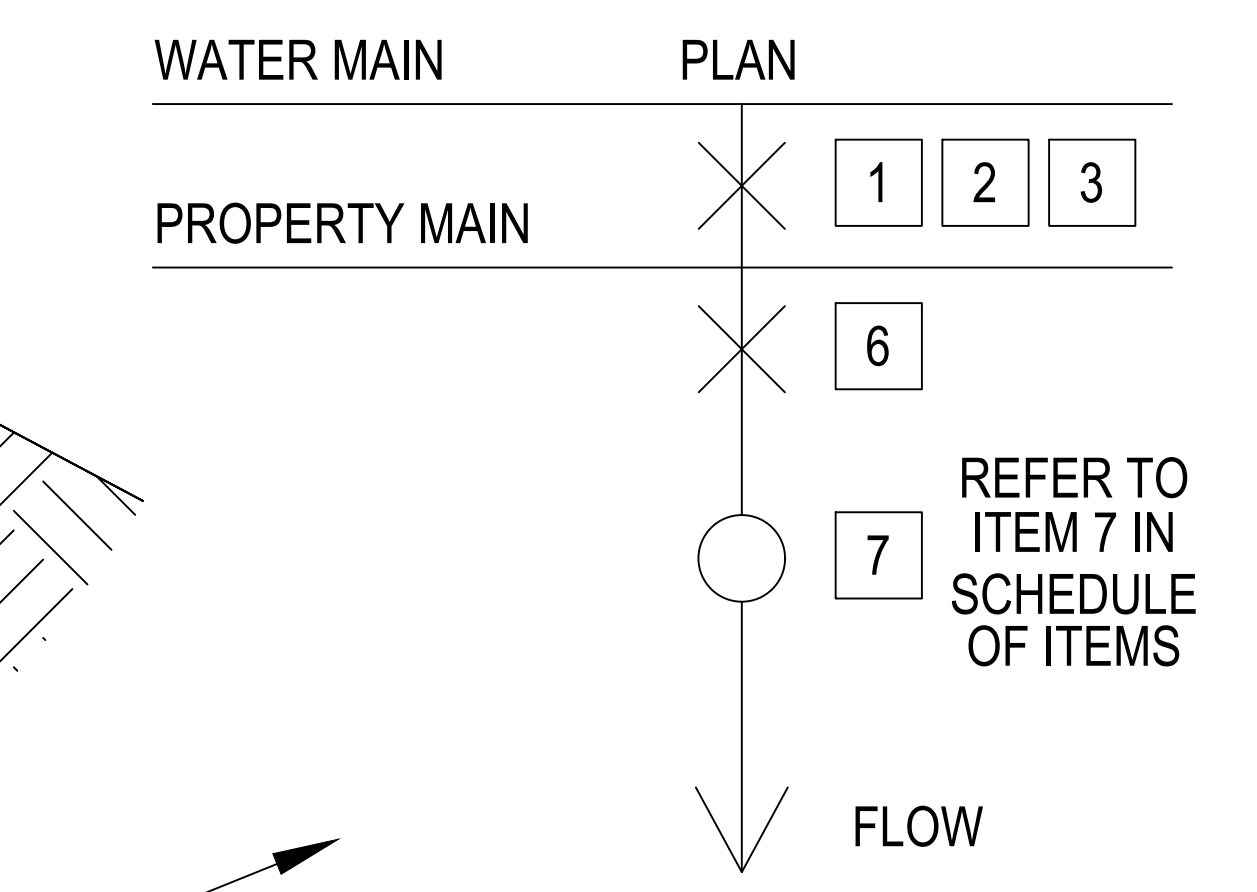 WATER MAIN PLAN
1 2 3
PROPERTY MAIN
6
7
REFER TO
ITEM 7 IN
SCHEDULE
OF ITEMS
FLOW